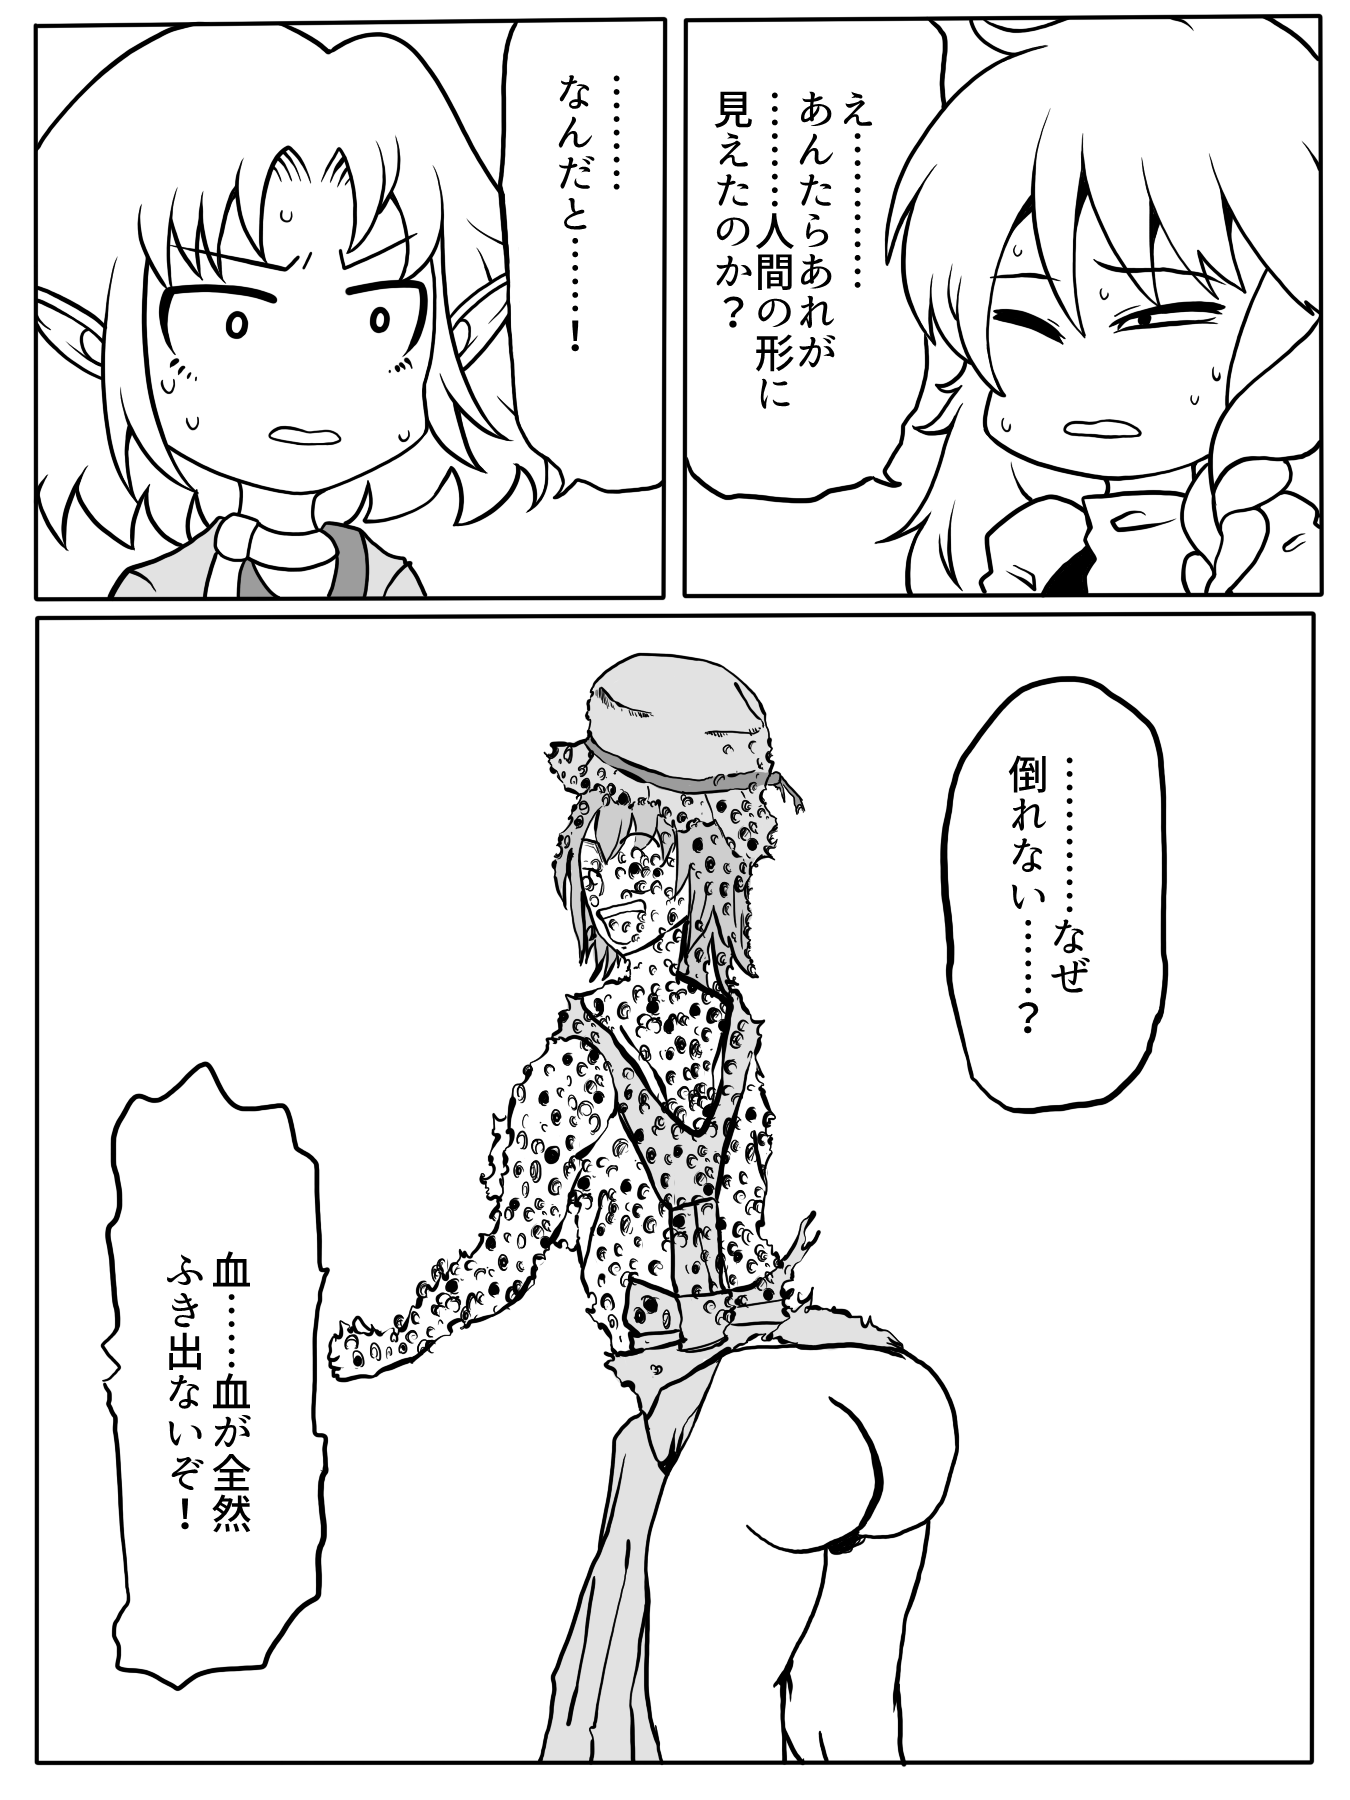 え…………
あんたらあれが
…………人間の形に
見えたのか？
…………
なんだと………！
…………なぜ
倒れない………？
血……血が全然
ふき出ないぞ！